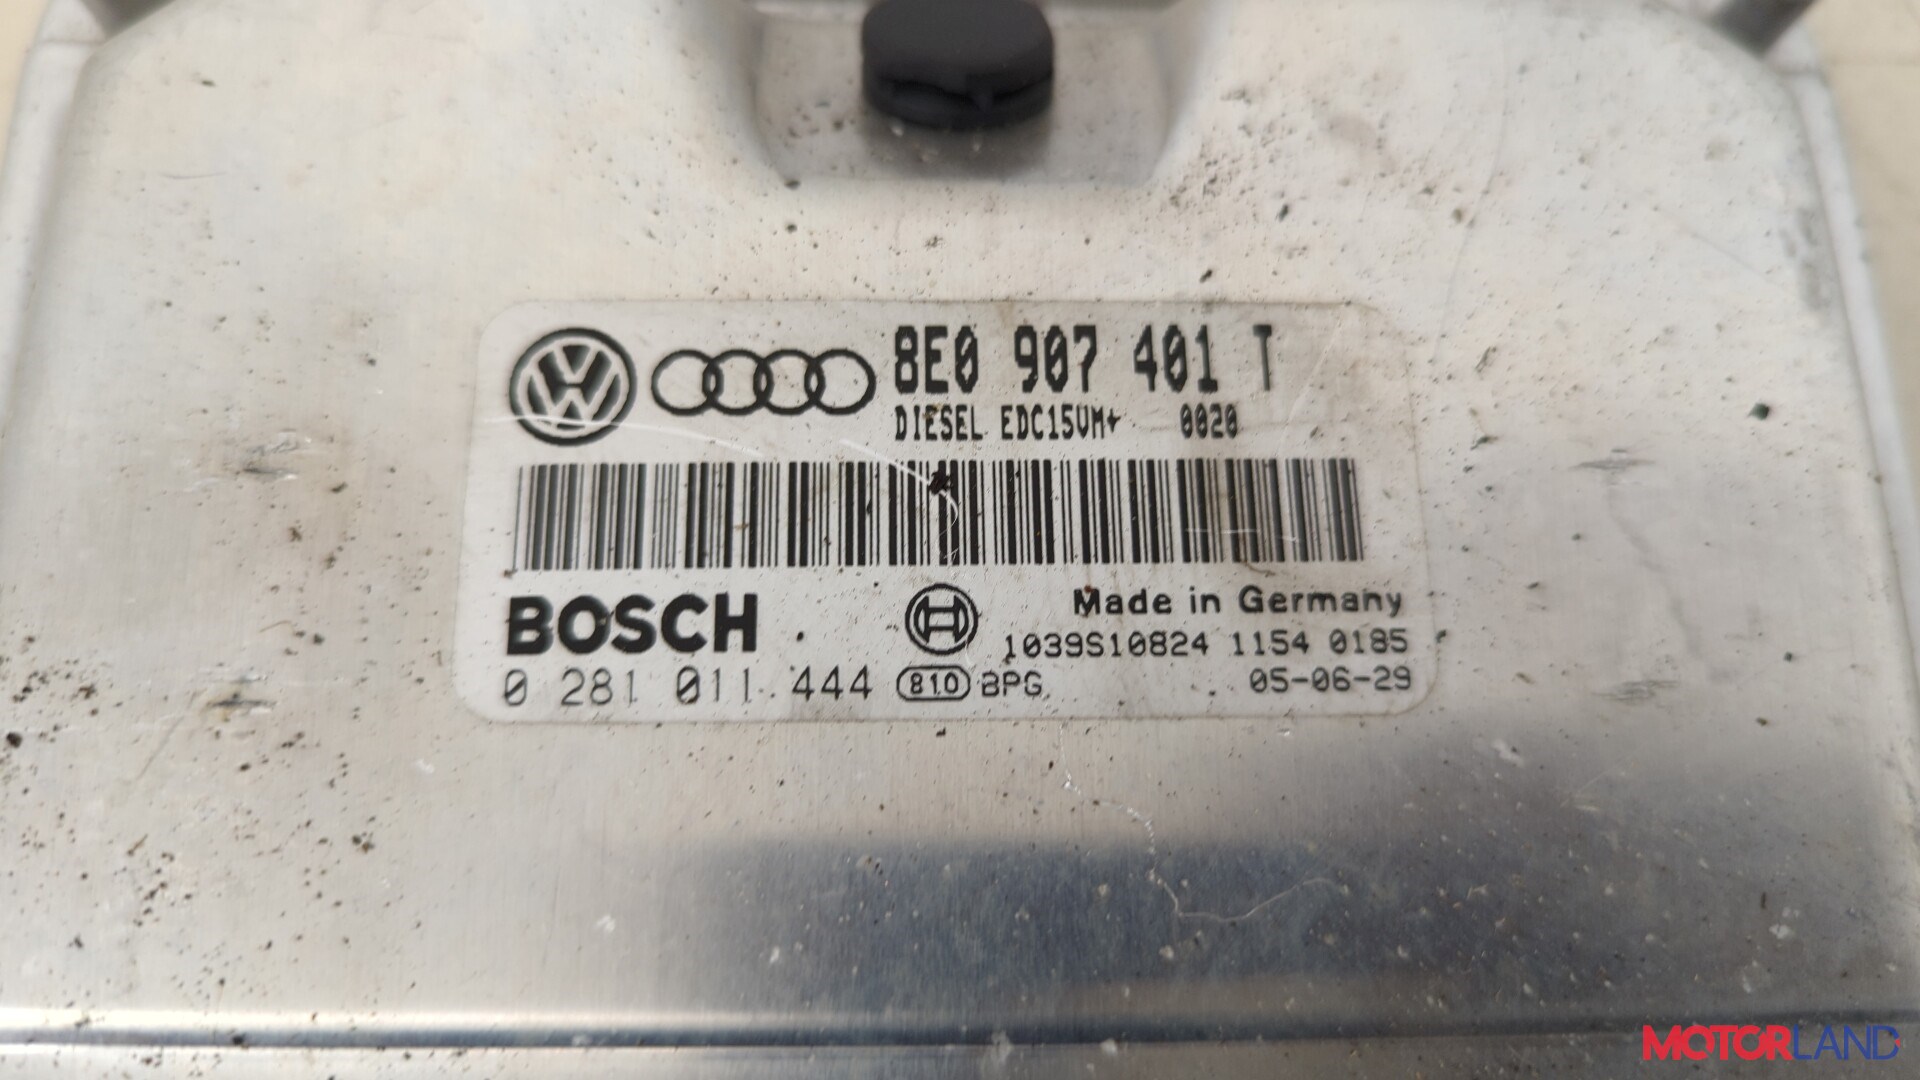 8E0 907 401 T
DIESEL EDC15VM+ 0020
BOSCH
Made in Germany
1039S10824 1154 0185
0 281 011 444 810 BPG 05-06-29
MOTORLAND